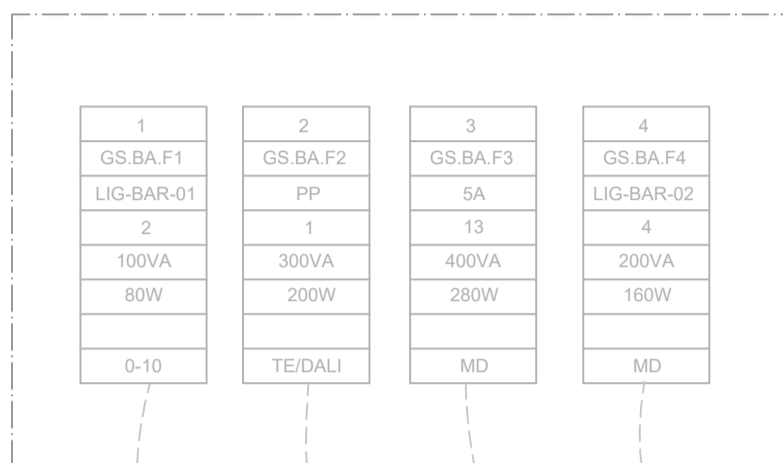 1
GS.BA.F1
LIG-BAR-01
2
100VA
80W
0-10
2
GS.BA.F2
PP
1
300VA
200W
TE/DALI
3
GS.BA.F3
5A
13
400VA
280W
MD
4
GS.BA.F4
LIG-BAR-02
4
200VA
160W
MD